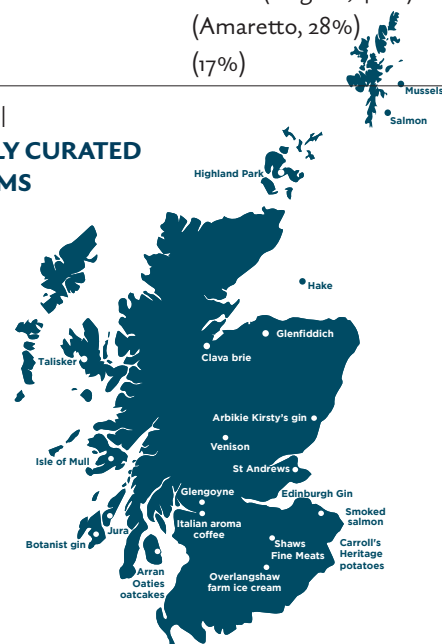 (Amaretto, 28%)
(17%)
LY CURATED
MS
Mussels
Salmon
Highland Park
Hake
Glenfiddich
Clava brie
Talisker
Arbikie Kirsty’s gin
Venison
Isle of Mull
St Andrews
Glengoyne
Edinburgh Gin
Italian aroma
coffee
Smoked
salmon
Jura
Botanist gin
Shaws
Fine Meats
Carroll's
Heritage
potatoes
Arran
Oaties
oatcakes
Overlangshaw
farm ice cream